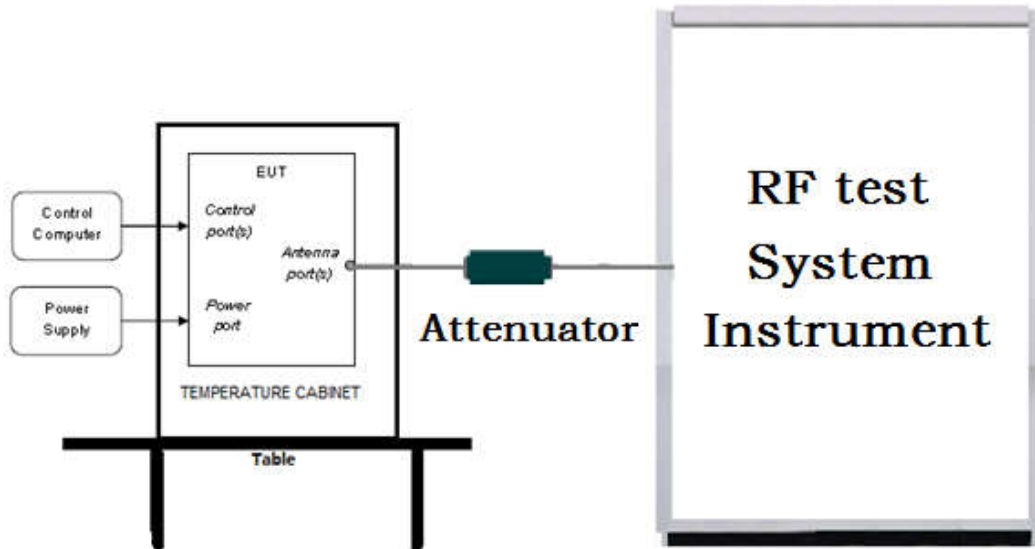 EUT
Control
Computer
Control
port(s)
Antenna
port(s)
Power
Supply
Power
port
TEMPERATURE CABINET
Table
Attenuator
RF test
System
Instrument